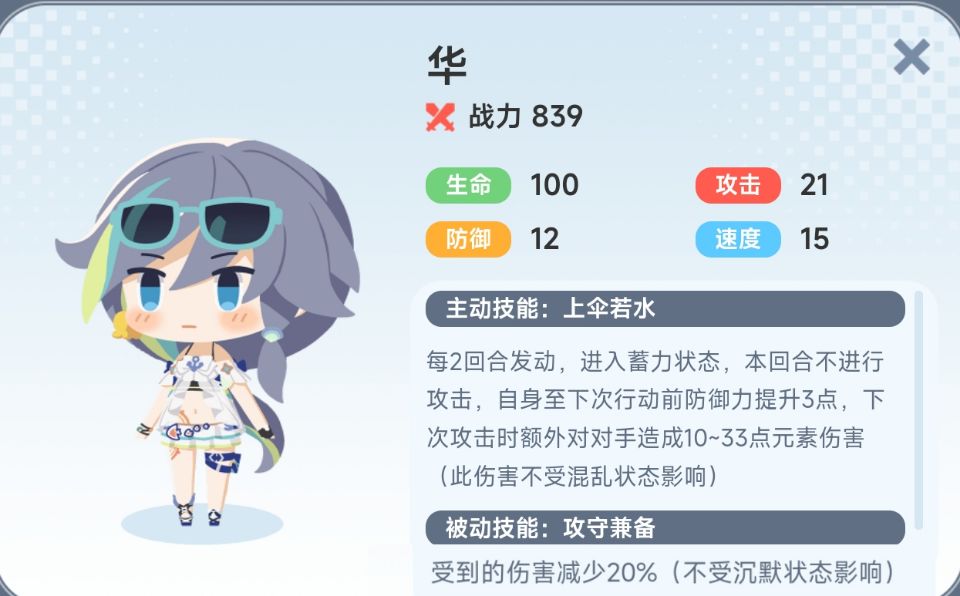 华
战力 839
生命 100 攻击 21
防御 12 速度 15
主动技能：上伞若水
每2回合发动，进入蓄力状态，本回合不进行
攻击，自身至下次行动前防御力提升3点，下
次攻击时额外对对手造成10~33点元素伤害
（此伤害不受混乱状态影响）
被动技能：攻守兼备
受到的伤害减少20%（不受沉默状态影响）